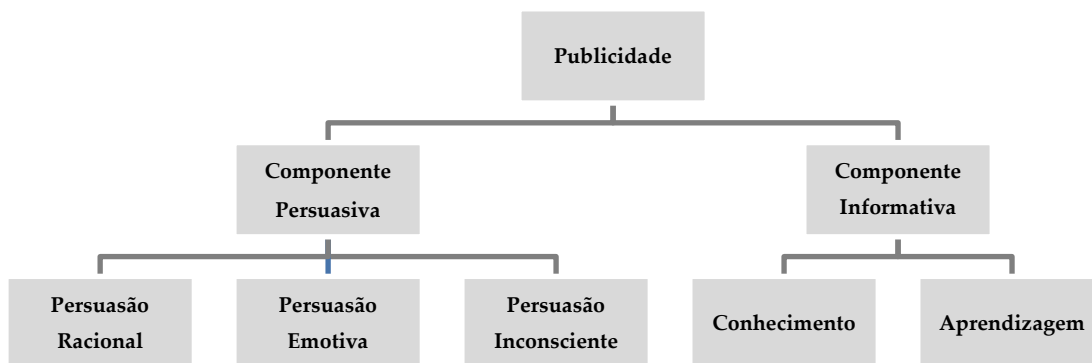 Publicidade
Componente
Persuasiva
Componente
Informativa
Persuasão
Racional
Persuasão
Emotiva
Persuasão
Inconsciente
Conhecimento
Aprendizagem